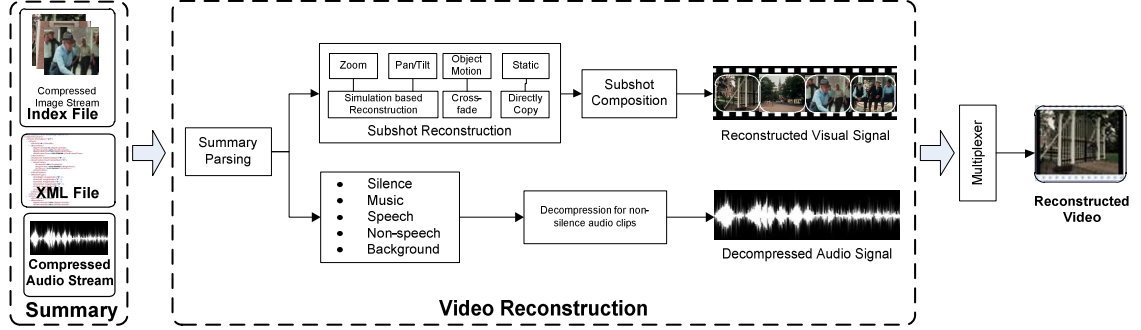 Compressed
Image Stream
Index File
XML File
Compressed
Audio Stream
Summary
Summary
Parsing
Zoom
Pan/Tilt
Object
Motion
Static
Simulation based
Reconstruction
Cross-
fade
Directly
Copy
Subshot Reconstruction
Subshot
Composition
Reconstructed Visual Signal
• Silence
• Music
• Speech
• Non-speech
• Background
Decompression for non-
silence audio clips
Decompressed Audio Signal
Video Reconstruction
Multiplexer
Reconstructed
Video